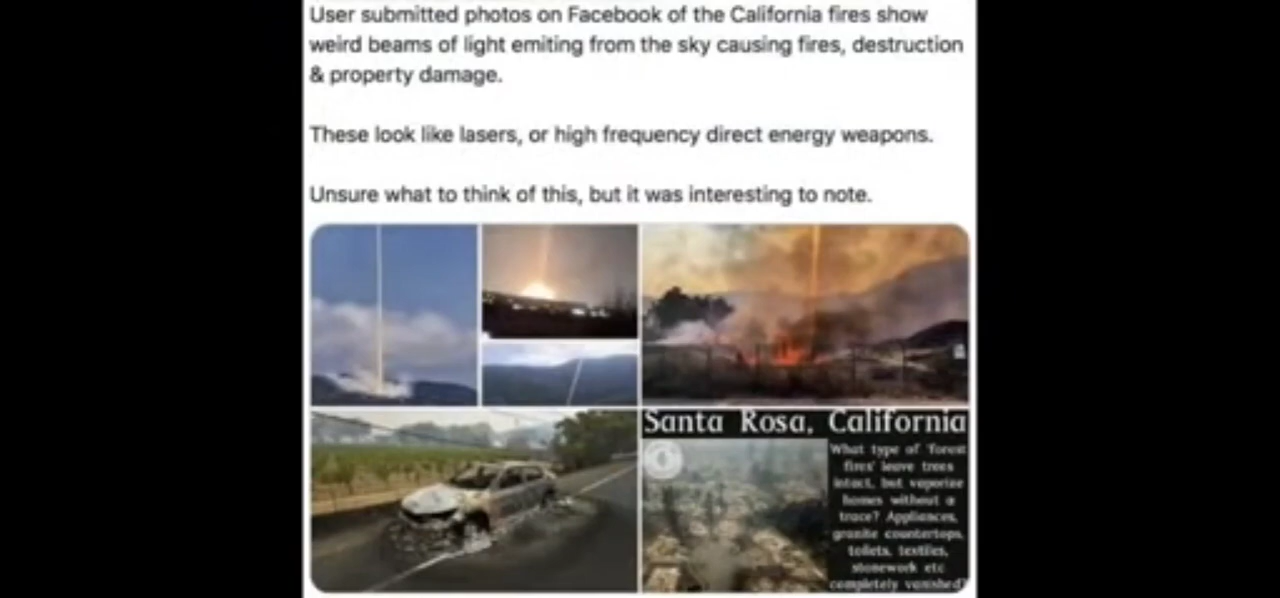 User submitted photos on Facebook of the California fires show
weird beams of light emiting from the sky causing fires, destruction
& property damage.
These look like lasers, or high frequency direct energy weapons.
Unsure what to think of this, but it was interesting to note.
Santa Rosa, California
What type of 'forest
fires' leave trees
intact, but vaporize
homes without a
trace? Appliances,
granite countertops,
toilets, textiles,
stonework etc
completely vanished?